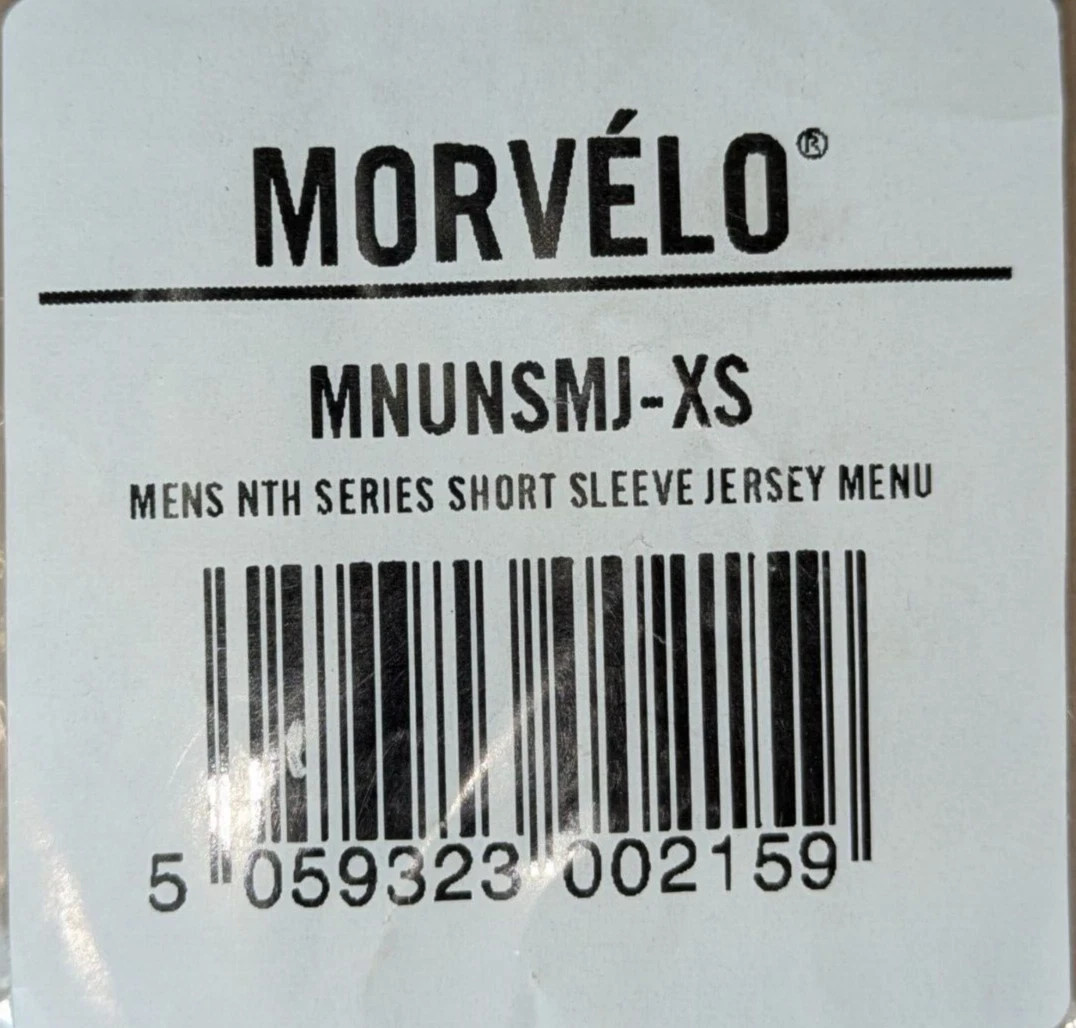 MORVÉLO®
MNUNSMJ-XS
MENS NTH SERIES SHORT SLEEVE JERSEY MENU
5 059323 002159